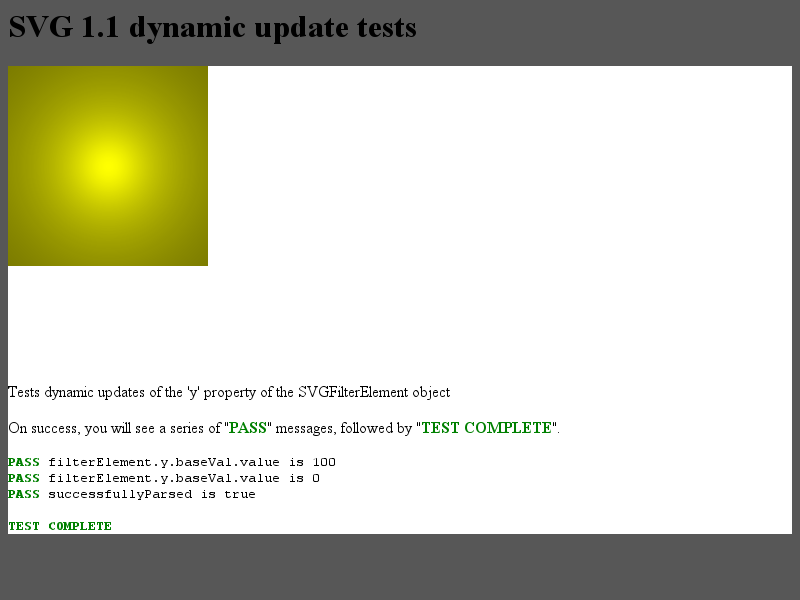 SVG 1.1 dynamic update tests
Tests dynamic updates of the 'y' property of the SVGFilterElement object
On success, you will see a series of "PASS" messages, followed by "TEST COMPLETE".
PASS filterElement.y.baseVal.value is 100
PASS filterElement.y.baseVal.value is 0
PASS successfullyParsed is true
TEST COMPLETE